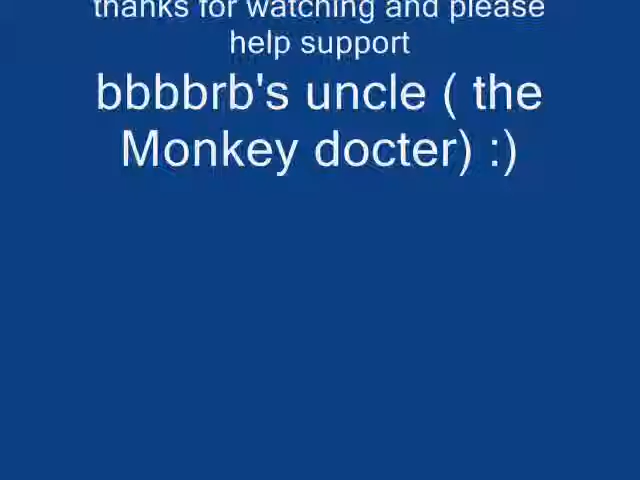 thanks for watching and please
help support
bbbbrb's uncle ( the
Monkey docter) :)